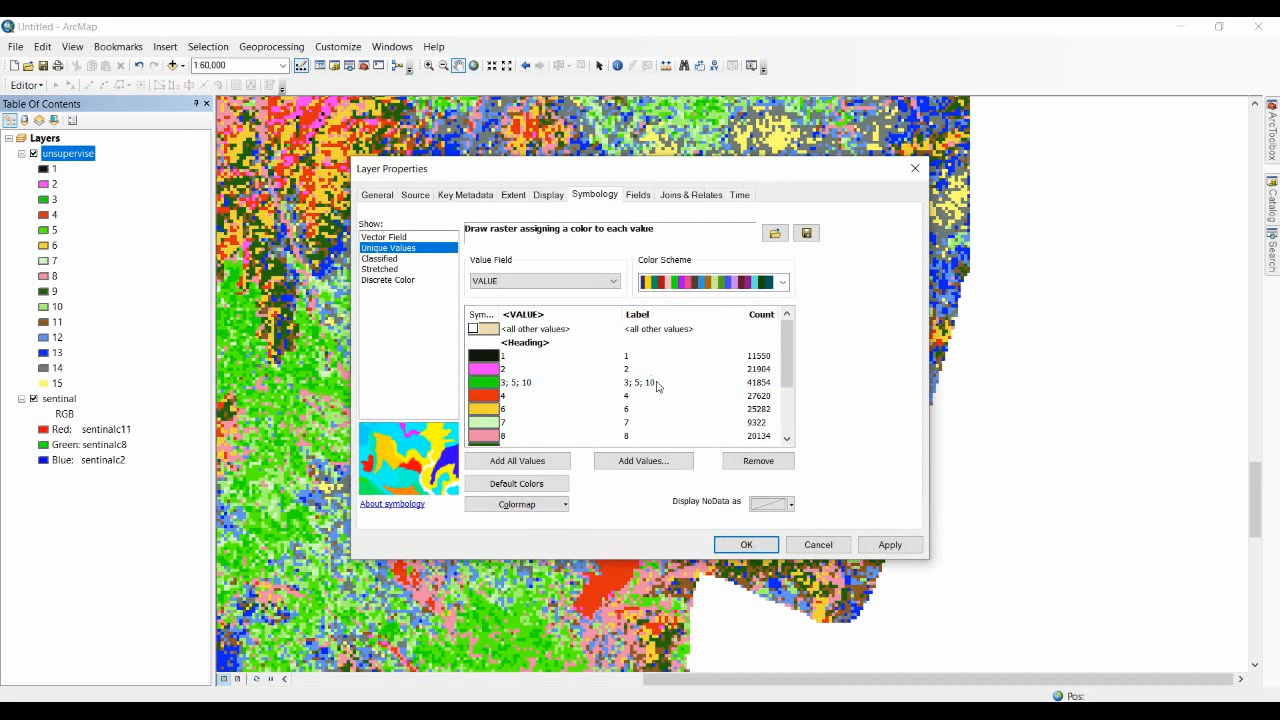 Untitled - ArcMap
File Edit View Bookmarks Insert Selection Geoprocessing Customize Windows Help
1:60,000
Editor
Table Of Contents
Layers
unsupervise
1
2
3
4
5
6
7
8
9
10
11
12
13
14
15
sentinal
RGB
Red: sentinalc11
Green: sentinalc8
Blue: sentinalc2
Layer Properties
General Source Key Metadata Extent Display Symbology Fields Joins & Relates Time
Show:
Vector Field
Unique Values
Classified
Stretched
Discrete Color
About symbology
Draw raster assigning a color to each value
Value Field
VALUE
Color Scheme
Sym... <VALUE> Label Count
<all other values> <all other values>
<Heading>
1 1 11550
2 2 21904
3; 5; 10 3; 5; 10 41854
4 4 27620
6 6 25282
7 7 9322
8 8 20134
Add All Values Add Values... Remove
Default Colors
Colormap
Display NoData as
OK Cancel Apply
ArcToolbox
Catalog
Search
Pos: